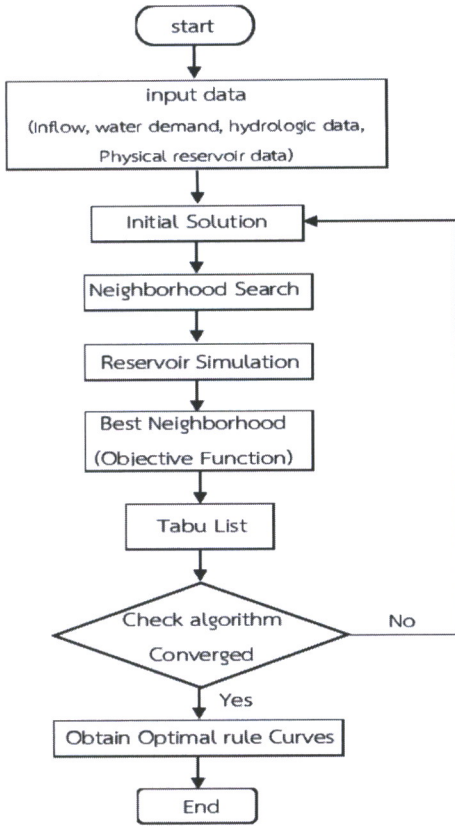 start
input data
(Inflow, water demand, hydrologic data,
Physical reservoir data)
Initial Solution
Neighborhood Search
Reservoir Simulation
Best Neighborhood
(Objective Function)
Tabu List
Check algorithm
Converged
No
Yes
Obtain Optimal rule Curves
End